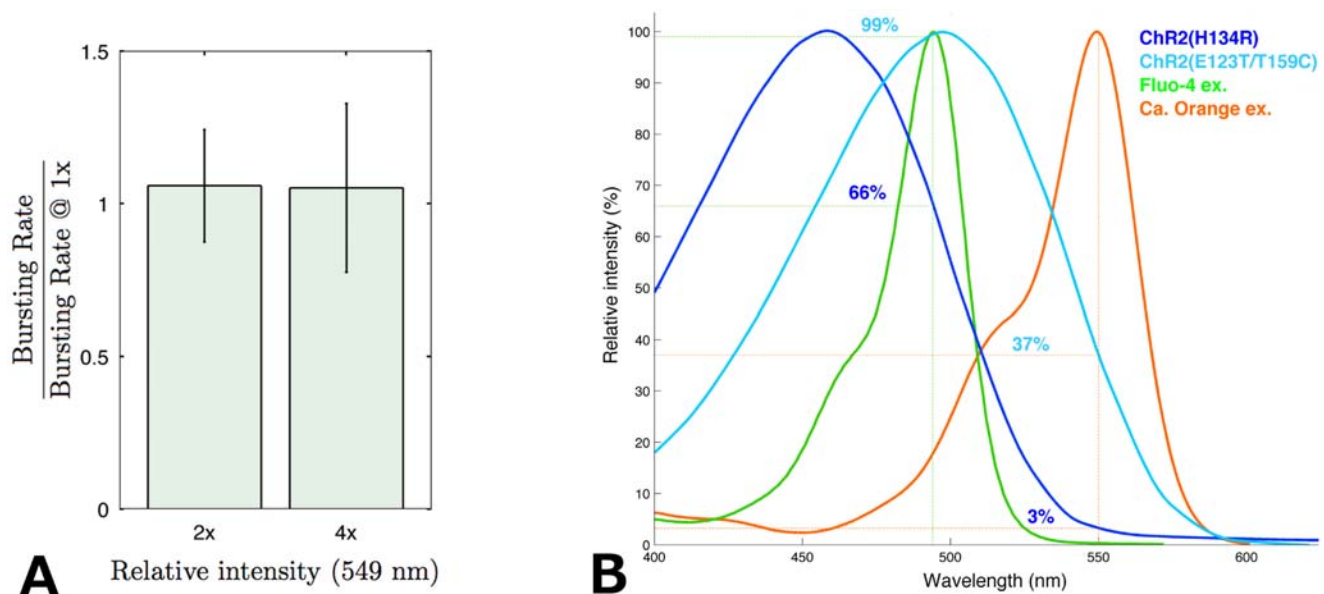 1.5
1
0.5
0
Bursting Rate
Bursting Rate @ 1x
2x
4x
Relative intensity (549 nm)
A
100
90
80
70
60
50
40
30
20
10
0
Relative intensity (%)
99%
66%
37%
3%
ChR2(H134R)
ChR2(E123T/T159C)
Fluo-4 ex.
Ca. Orange ex.
400
450
500
550
600
Wavelength (nm)
B